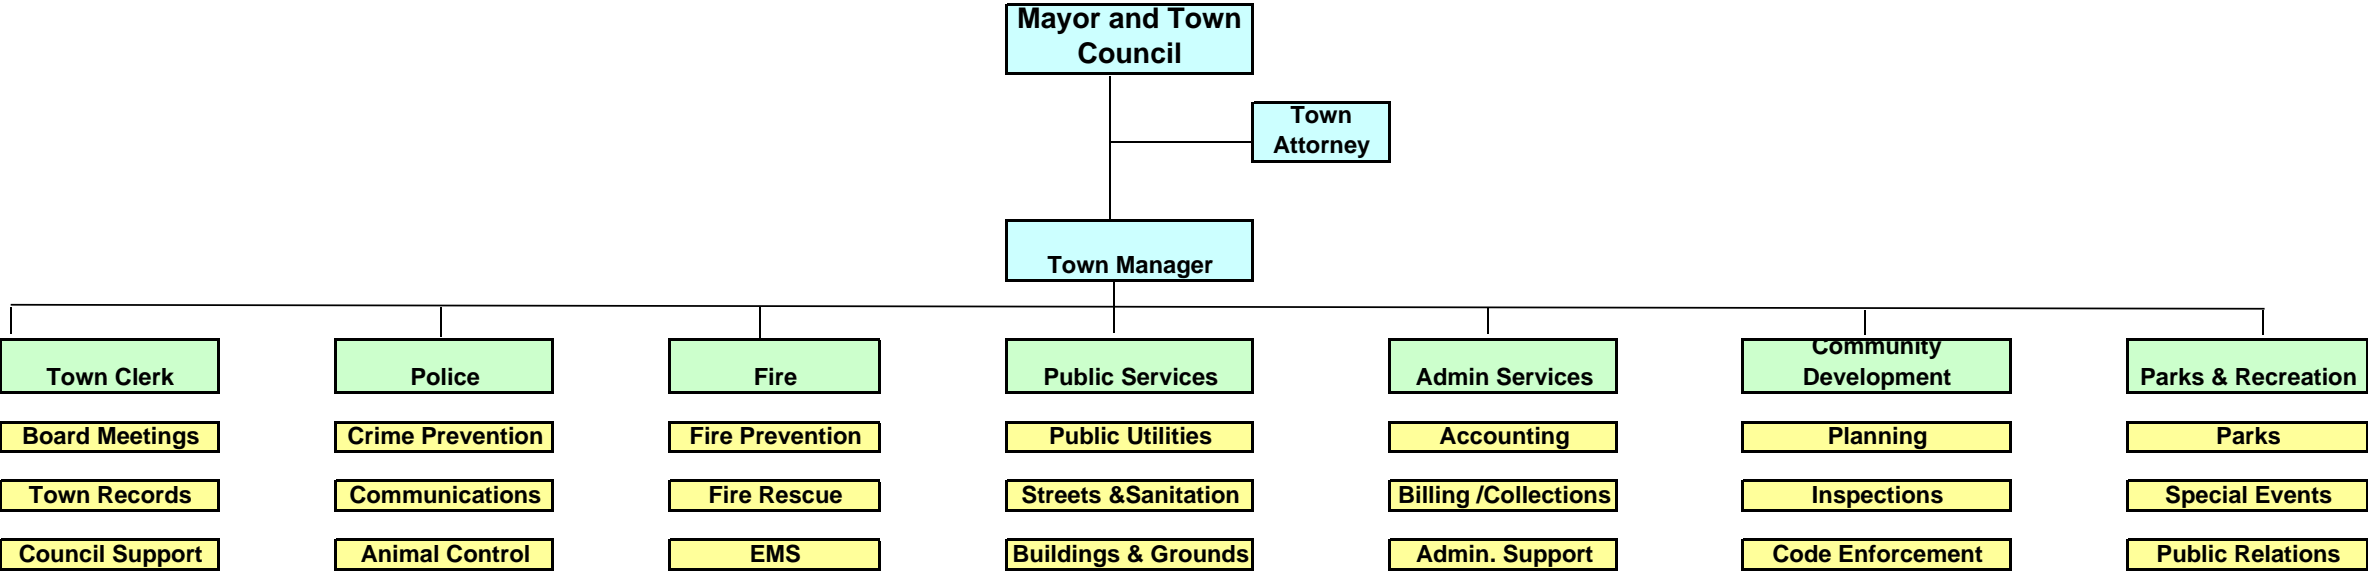 Mayor and Town
Council
Town
Attorney
Town Manager
Town Clerk
Police
Fire
Public Services
Admin Services
Community
Development
Parks & Recreation
Board Meetings
Crime Prevention
Fire Prevention
Public Utilities
Accounting
Planning
Parks
Town Records
Communications
Fire Rescue
Streets &Sanitation
Billing /Collections
Inspections
Special Events
Council Support
Animal Control
EMS
Buildings & Grounds
Admin. Support
Code Enforcement
Public Relations